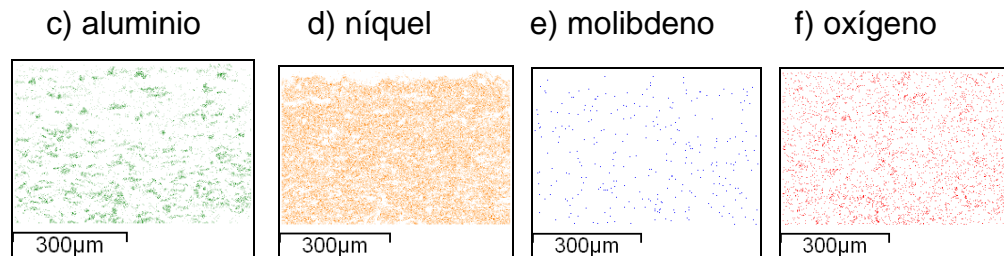 c) aluminio
d) níquel
e) molibdeno
f) oxígeno
300µm
300µm
300µm
300µm